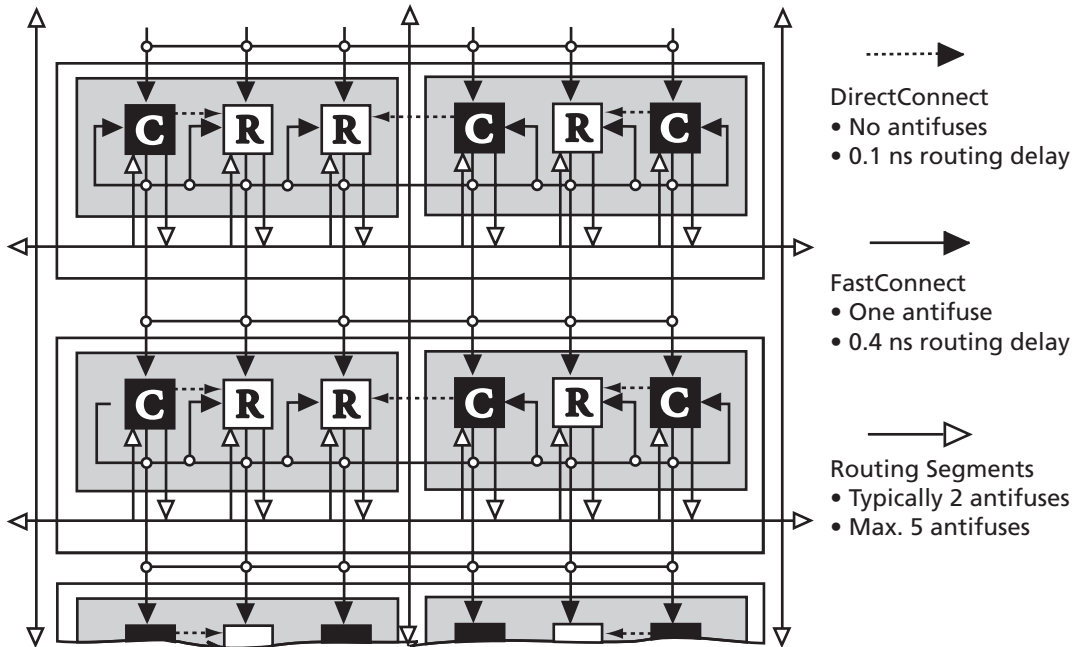 C R R C R C
DirectConnect
• No antifuses
• 0.1 ns routing delay
FastConnect
• One antifuse
• 0.4 ns routing delay
C R R C R C
Routing Segments
• Typically 2 antifuses
• Max. 5 antifuses